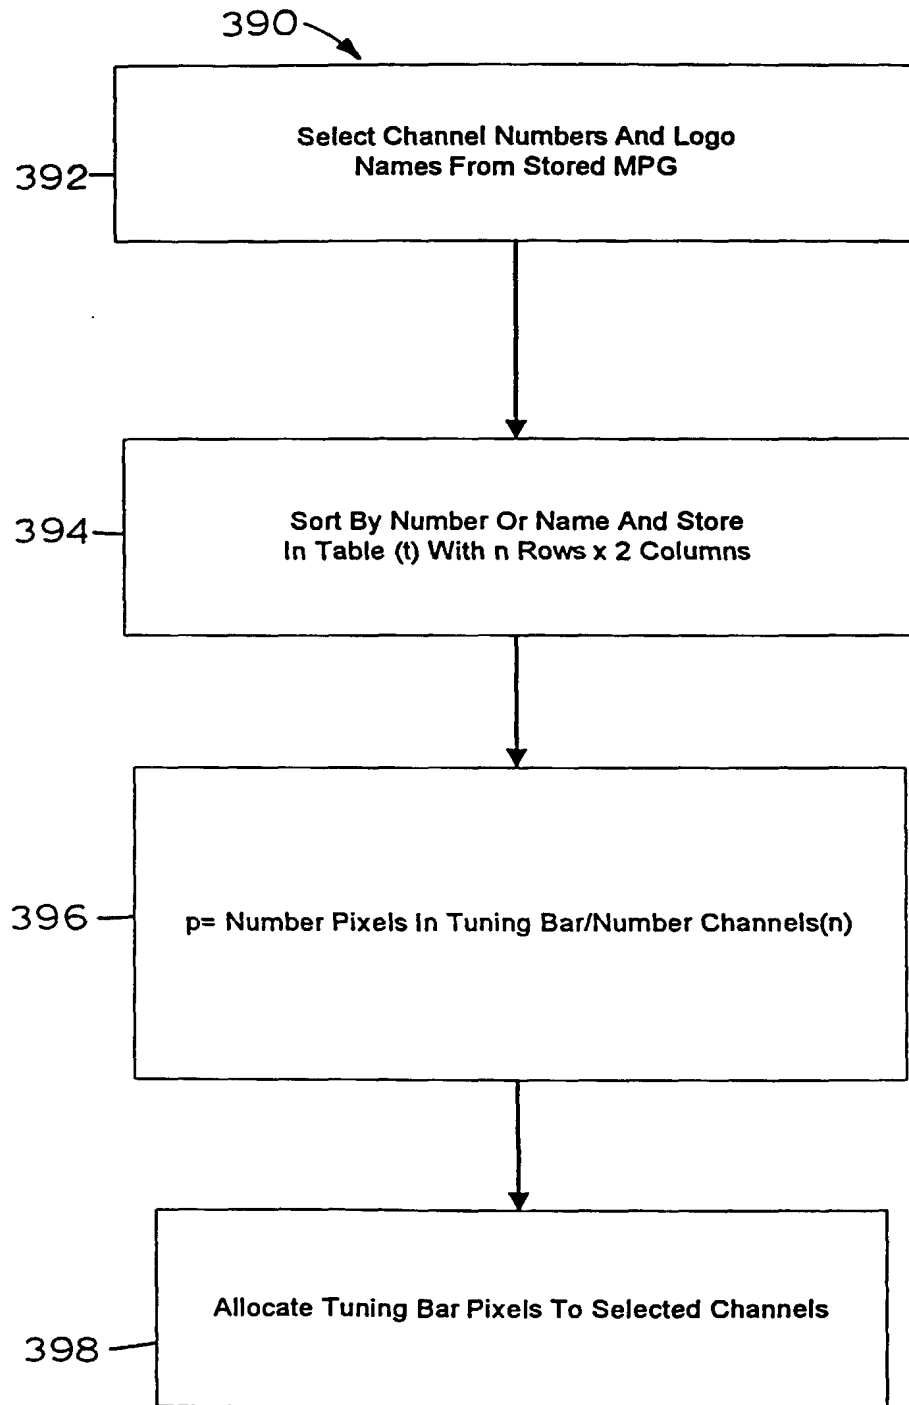 390
392
Select Channel Numbers And Logo
Names From Stored MPG
394
Sort By Number Or Name And Store
In Table (t) With n Rows x 2 Columns
396
p= Number Pixels In Tuning Bar/Number Channels(n)
Allocate Tuning Bar Pixels To Selected Channels
398